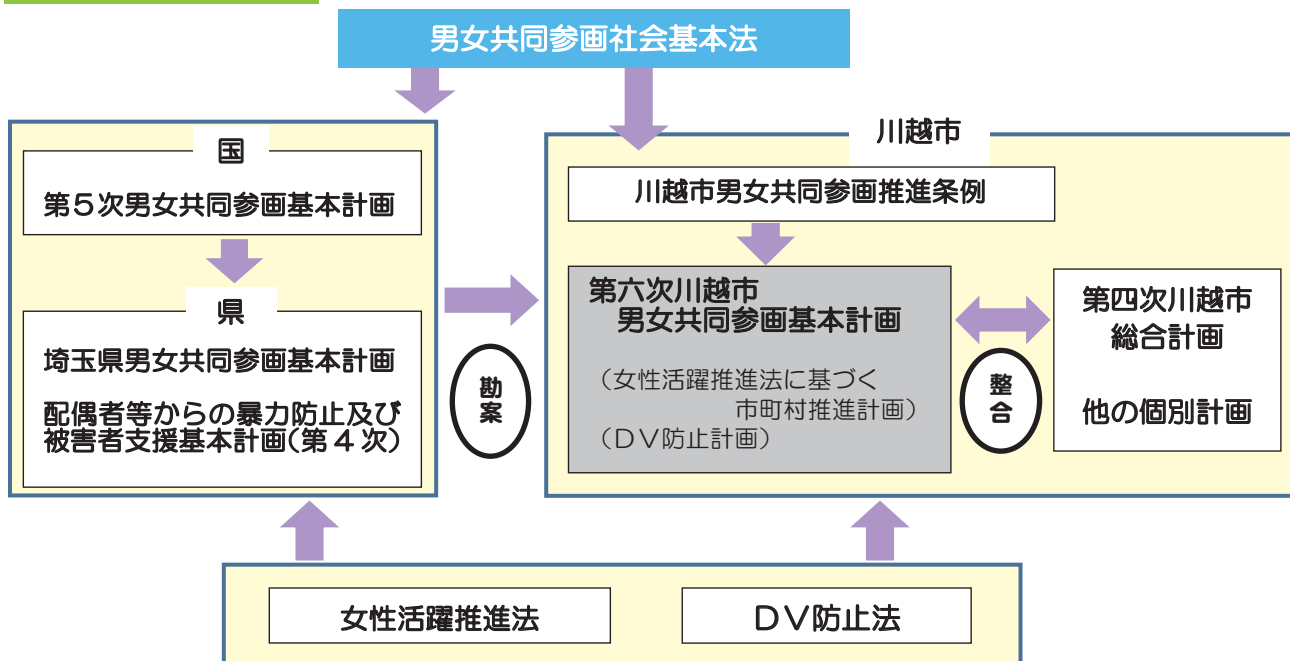 男女共同参画社会基本法
国
第５次男女共同参画基本計画
県
埼玉県男女共同参画基本計画
配偶者等からの暴力防止及び
被害者支援基本計画(第４次)
勘案
川越市
川越市男女共同参画推進条例
第六次川越市
男女共同参画基本計画
（女性活躍推進法に基づく
市町村推進計画）
（ＤＶ防止計画）
整合
第四次川越市
総合計画
他の個別計画
女性活躍推進法
ＤＶ防止法